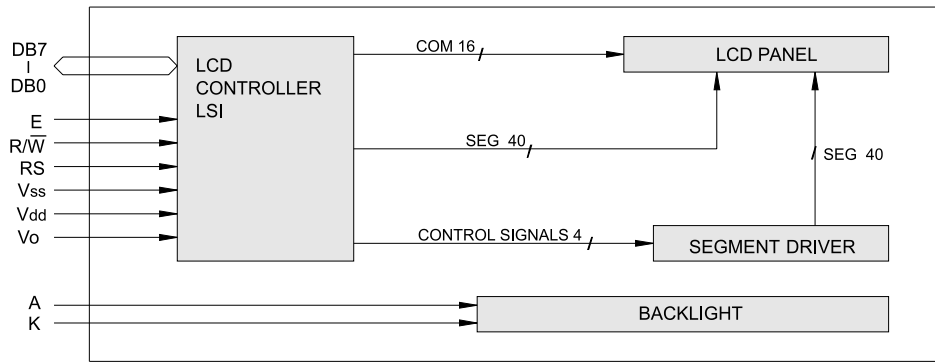 DB7
DB0
E
R/W̅
RS
Vss
Vdd
Vo
A
K
LCD
CONTROLLER
LSI
COM 16
LCD PANEL
SEG 40
SEG 40
CONTROL SIGNALS 4
SEGMENT DRIVER
BACKLIGHT